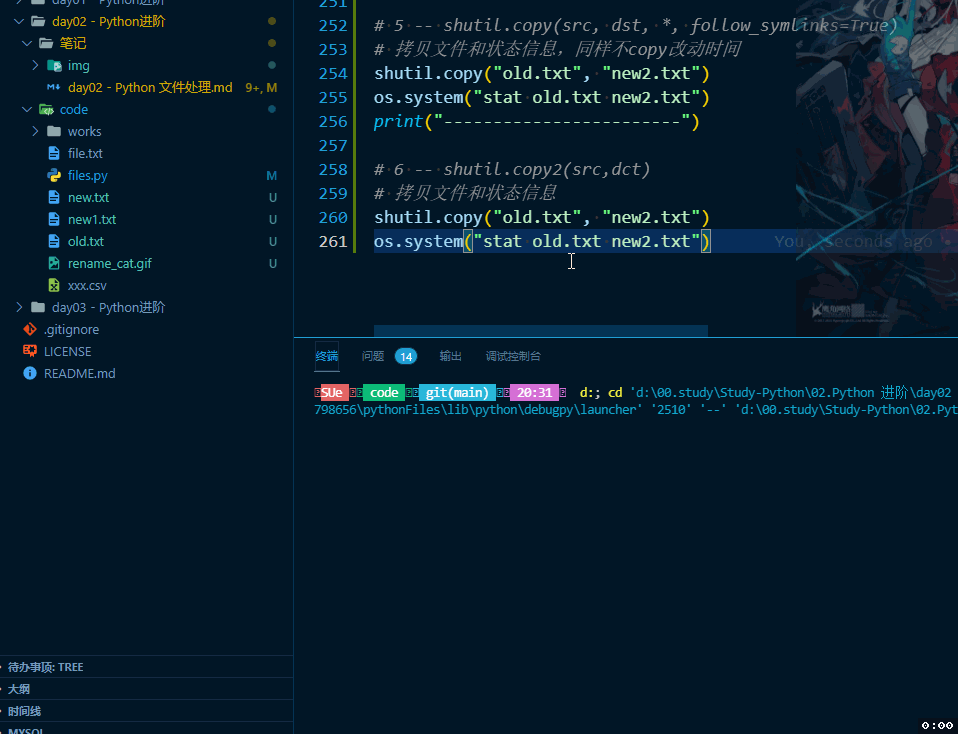 day01 - Python进阶
day02 - Python进阶
笔记
img
day02 - Python 文件处理.md 9+, M
code
works
file.txt
files.py M
new.txt U
new1.txt U
old.txt U
rename_cat.gif U
xxx.csv
day03 - Python进阶
.gitignore
LICENSE
README.md
待办事项: TREE
大纲
时间线
MYSQL
251
252 # 5 -- shutil.copy(src, dst, *, follow_symlinks=True)
253 # 拷贝文件和状态信息，同样不copy改动时间
254 shutil.copy("old.txt", "new2.txt")
255 os.system("stat old.txt new2.txt")
256 print("------------------------")
257
258 # 6 -- shutil.copy2(src,dct)
259 # 拷贝文件和状态信息
260 shutil.copy("old.txt", "new2.txt")
261 os.system("stat old.txt new2.txt") You, seconds ago •
终端 问题 14 输出 调试控制台
SUe code git(main) 20:31 d:; cd 'd:\00.study\Study-Python\02.Python 进阶\day02
798656\pythonFiles\lib\python\debugpy\launcher' '2510' '--' 'd:\00.study\Study-Python\02.Pyt
0:00